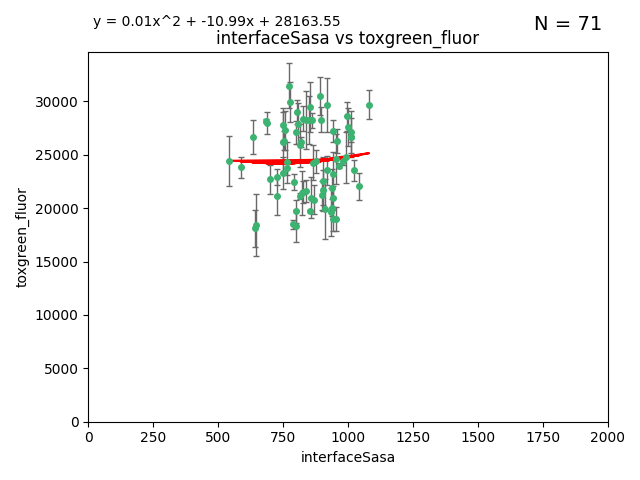 y = 0.01x^2 + -10.99x + 28163.55
N = 71
interfaceSasa vs toxgreen_fluor
30000
25000
20000
15000
10000
5000
0
toxgreen_fluor
0 250 500 750 1000 1250 1500 1750 2000
interfaceSasa